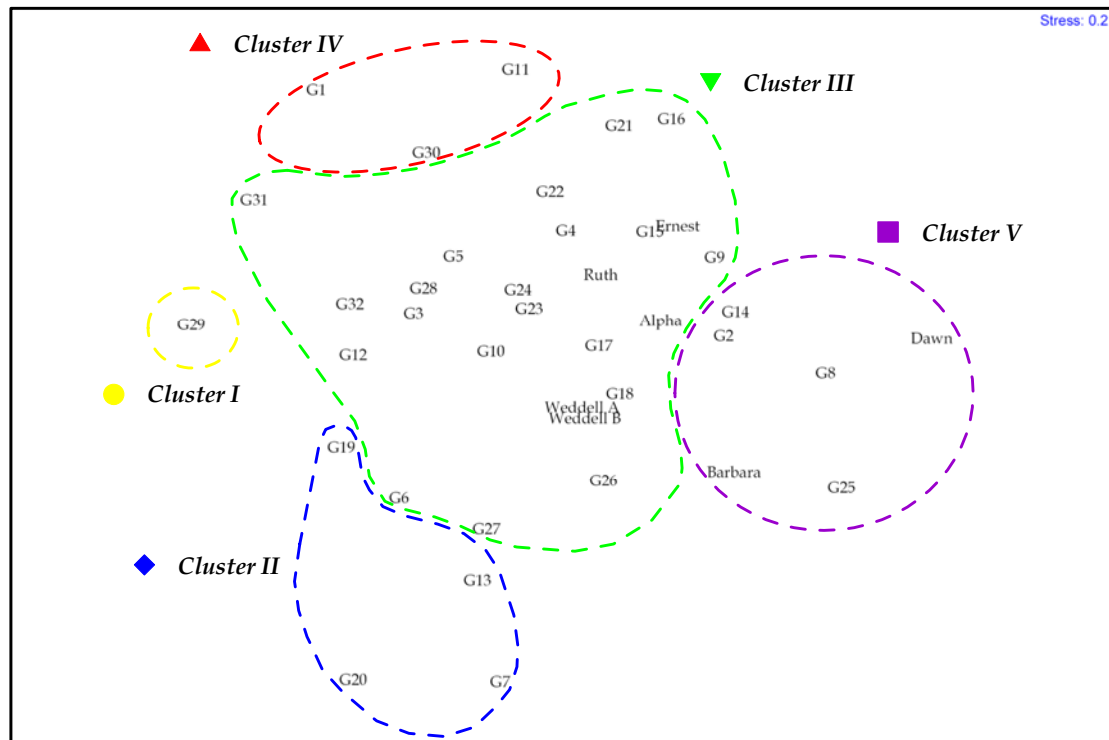 Stress: 0.2
Cluster IV
G11
Cluster III
G1
G21
G16
G30
G22
G31
G4
G15
Ernest
Cluster V
G5
G9
Ruth
G28
G24
G32
G3
G23
G14
G29
Alpha
G2
Dawn
G12
G10
G17
G8
Cluster I
G18
Weddell A
Weddell B
G19
Barbara
G26
G25
G6
G27
Cluster II
G13
G20
G7